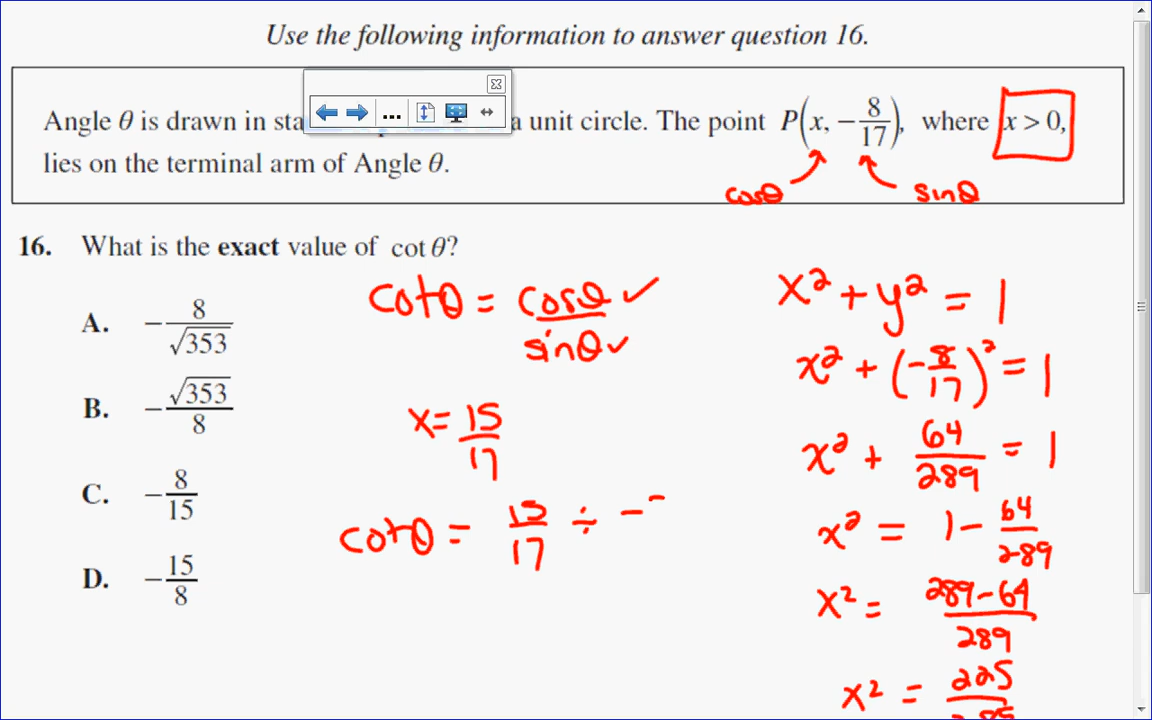 Use the following information to answer question 16.
Angle θ is drawn in sta a unit circle. The point P(x, −8/17), where x > 0,
lies on the terminal arm of Angle θ.
cosθ sinθ
16. What is the exact value of cot θ?
A. −8/√353
B. −√353/8
C. −8/15
D. −15/8
cotθ = cosθ ✓/sinθ ✓
x = 15/17
cotθ = 15/17 ÷ −
x² + y² = 1
x² + (−8/17)² = 1
x² + 64/289 = 1
x² = 1 − 64/289
x² = 289−64/289
x² = 225